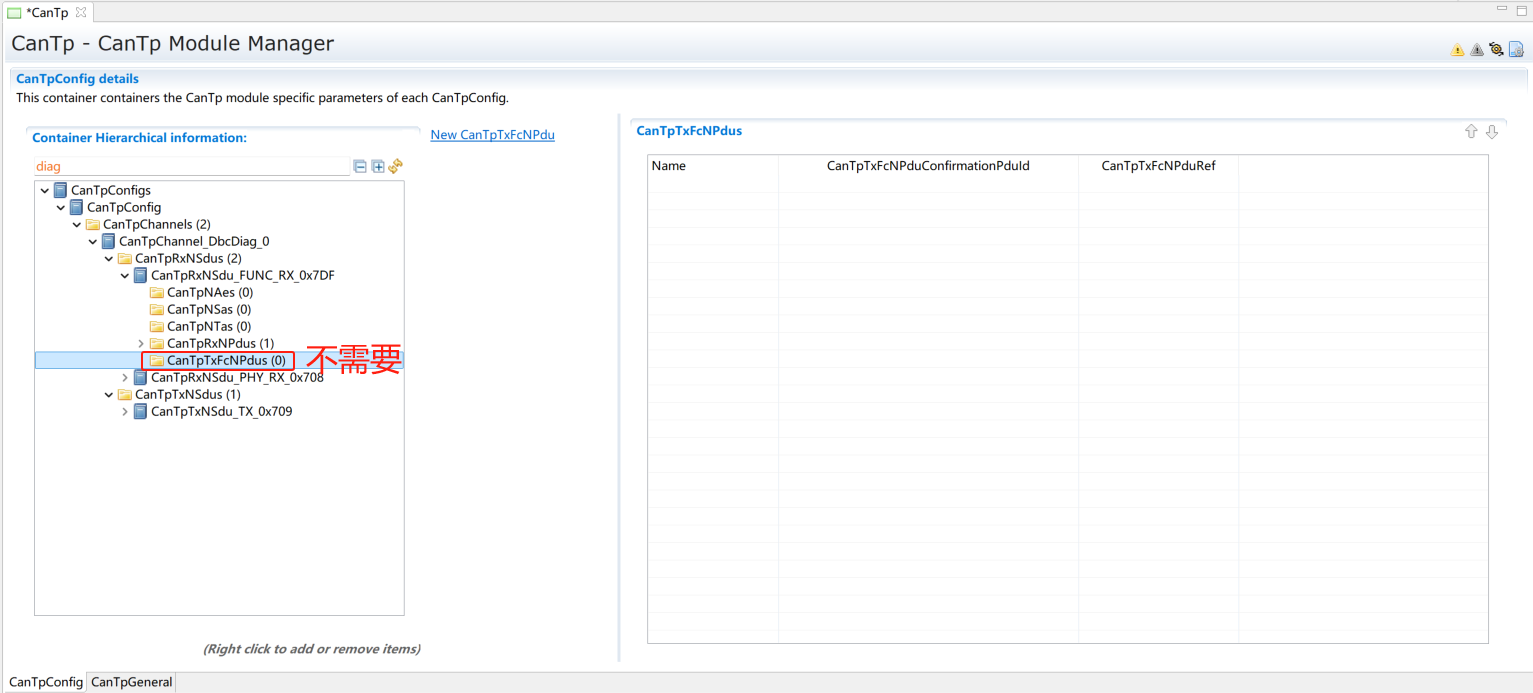 *CanTp
CanTp - CanTp Module Manager
CanTpConfig details
This container containers the CanTp module specific parameters of each CanTpConfig.
Container Hierarchical information:
New CanTpTxFcNPdu
diag
CanTpConfigs
CanTpConfig
CanTpChannels (2)
CanTpChannel_DbcDiag_0
CanTpRxNSdus (2)
CanTpRxNSdu_FUNC_RX_0x7DF
CanTpNAes (0)
CanTpNSas (0)
CanTpNTas (0)
CanTpRxNPdus (1)
CanTpTxFcNPdus (0) 不需要
CanTpRxNSdu_PHY_RX_0x708
CanTpTxNSdus (1)
CanTpTxNSdu_TX_0x709
(Right click to add or remove items)
CanTpTxFcNPdus
Name CanTpTxFcNPduConfirmationPduId CanTpTxFcNPduRef
CanTpConfig CanTpGeneral